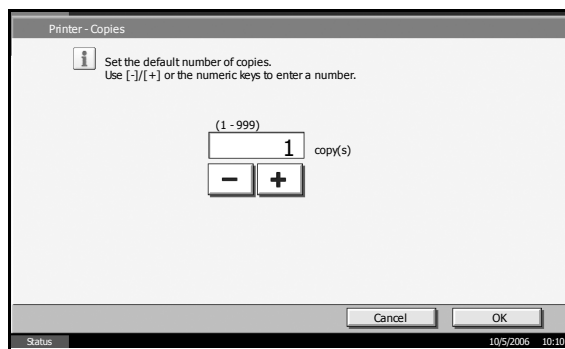 Printer - Copies
Set the default number of copies.
Use [-]/[+] or the numeric keys to enter a number.
(1 - 999)
1 copy(s)
Cancel OK
Status 10/5/2006 10:10